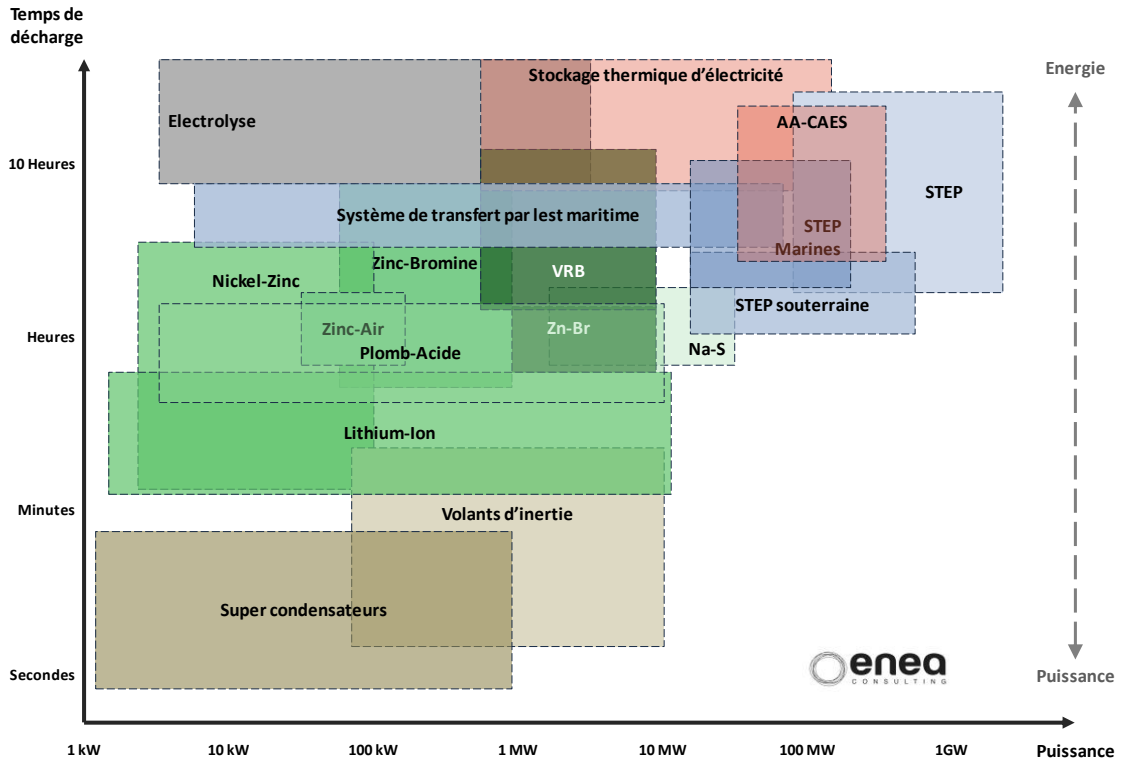 Temps de
décharge
Stockage thermique d'électricité
Energie
Electrolyse
AA-CAES
10 Heures
STEP
Système de transfert par lest maritime
STEP
Marines
Zinc-Bromine
VRB
Nickel-Zinc
STEP souterraine
Zinc-Air
Zn-Br
Heures
Plomb-Acide
Na-S
Lithium-Ion
Minutes
Volants d'inertie
Super condensateurs
enea
CONSULTING
Secondes
Puissance
1 kW
10 kW
100 kW
1 MW
10 MW
100 MW
1GW
Puissance